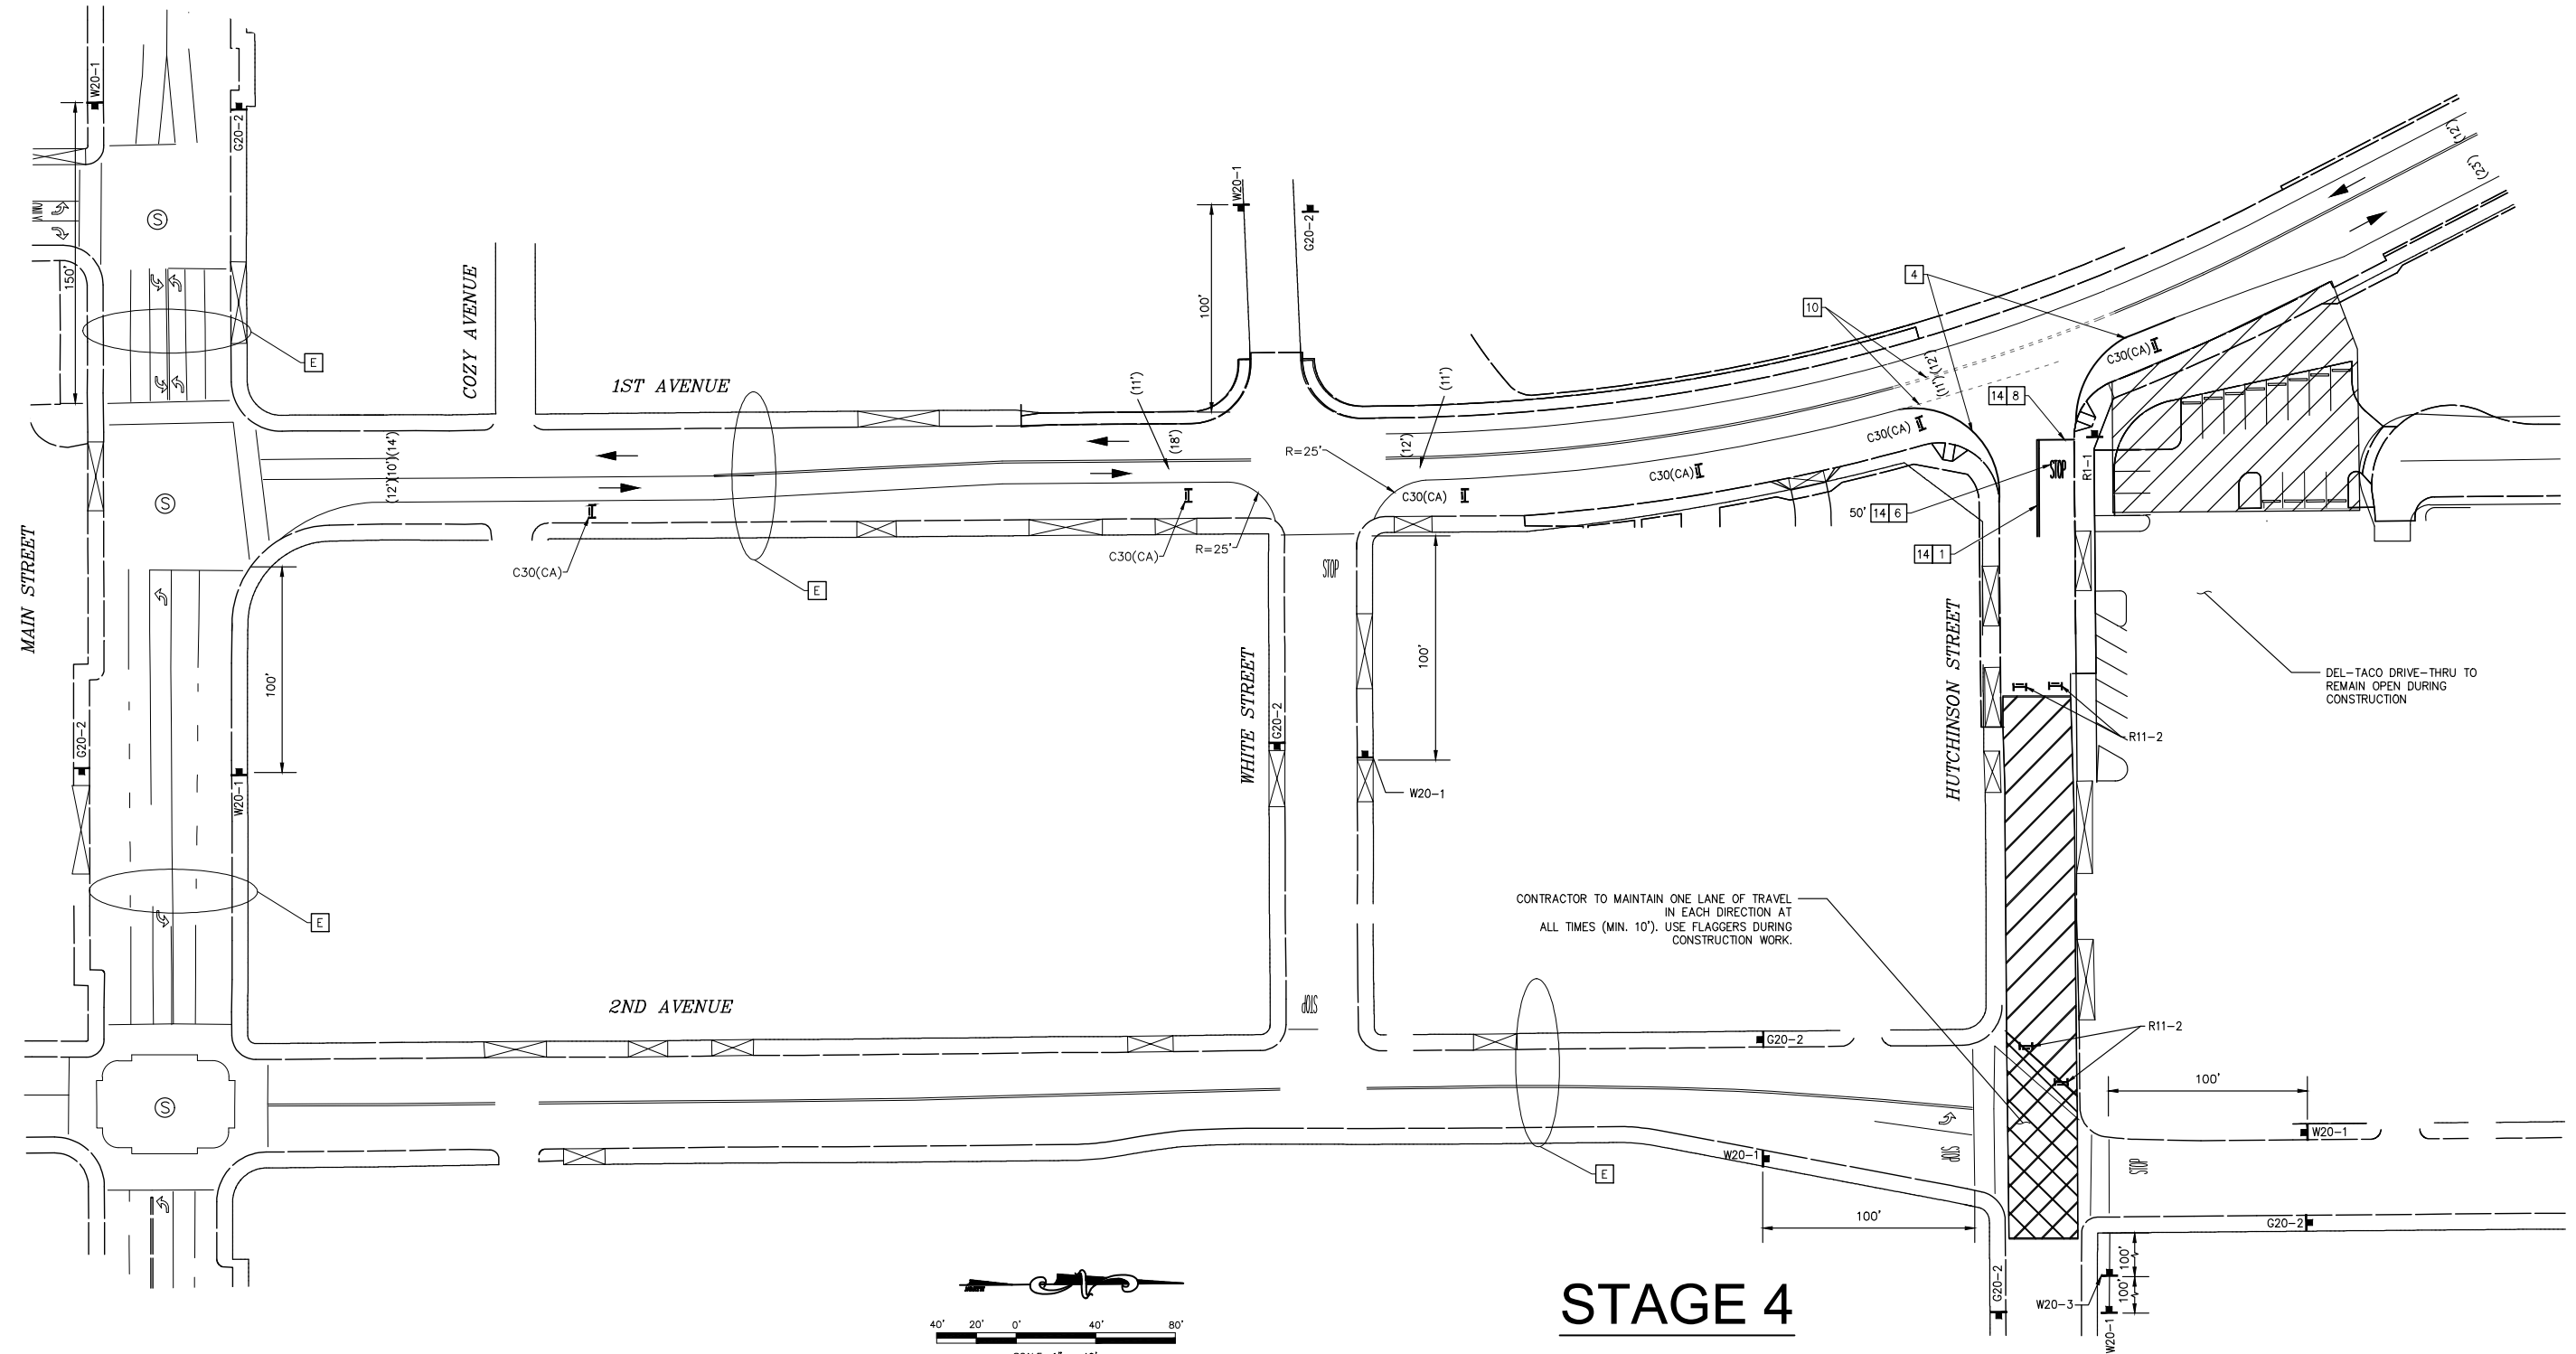 W20-1
G20-2
150'
S
E
COZY AVENUE
1ST AVENUE
W20-1
G20-2
100'
(12')
(23')
4
10
(11')
(12')
C30(CA)
14 8
(12')
(10')
(14')
(11')
(18')
(11')
(12')
R=25'
C30(CA)
C30(CA)
C30(CA)
STOP
R1-1
50' 14 6
14 1
S
MAIN STREET
C30(CA)
C30(CA)
R=25'
E
STOP
100'
G20-2
W20-1
WHITE STREET
G20-2
100'
W20-1
HUTCHINSON STREET
DEL-TACO DRIVE-THRU TO
REMAIN OPEN DURING
CONSTRUCTION
R11-2
E
CONTRACTOR TO MAINTAIN ONE LANE OF TRAVEL
IN EACH DIRECTION AT
ALL TIMES (MIN. 10'). USE FLAGGERS DURING
CONSTRUCTION WORK.
2ND AVENUE
STOP
G20-2
R11-2
100'
W20-1
S
E
W20-1
STOP
STOP
100'
G20-2
G20-2
100'
100'
W20-3
W20-1
40' 20' 0' 40' 80'
STAGE 4